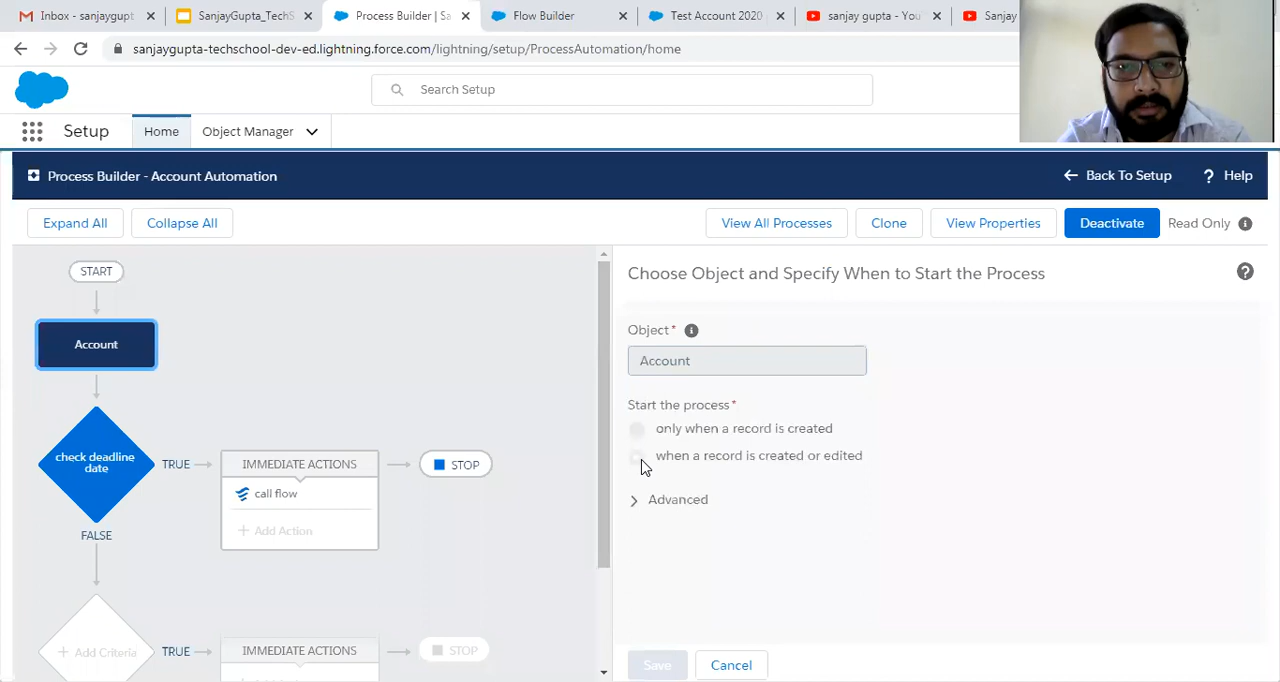 Inbox - sanjaygupt
SanjayGupta_TechS
Process Builder | Sa
Flow Builder
Test Account 2020
sanjay gupta - You
Sanjay
sanjaygupta-techschool-dev-ed.lightning.force.com/lightning/setup/ProcessAutomation/home
Search Setup
Setup
Home
Object Manager
Process Builder - Account Automation
Back To Setup
? Help
Expand All
Collapse All
View All Processes
Clone
View Properties
Deactivate
Read Only
START
Account
check deadline
date
TRUE
IMMEDIATE ACTIONS
call flow
+ Add Action
STOP
FALSE
+ Add Criteria
TRUE
IMMEDIATE ACTIONS
STOP
Choose Object and Specify When to Start the Process
Object*
Account
Start the process*
only when a record is created
when a record is created or edited
Advanced
Save
Cancel